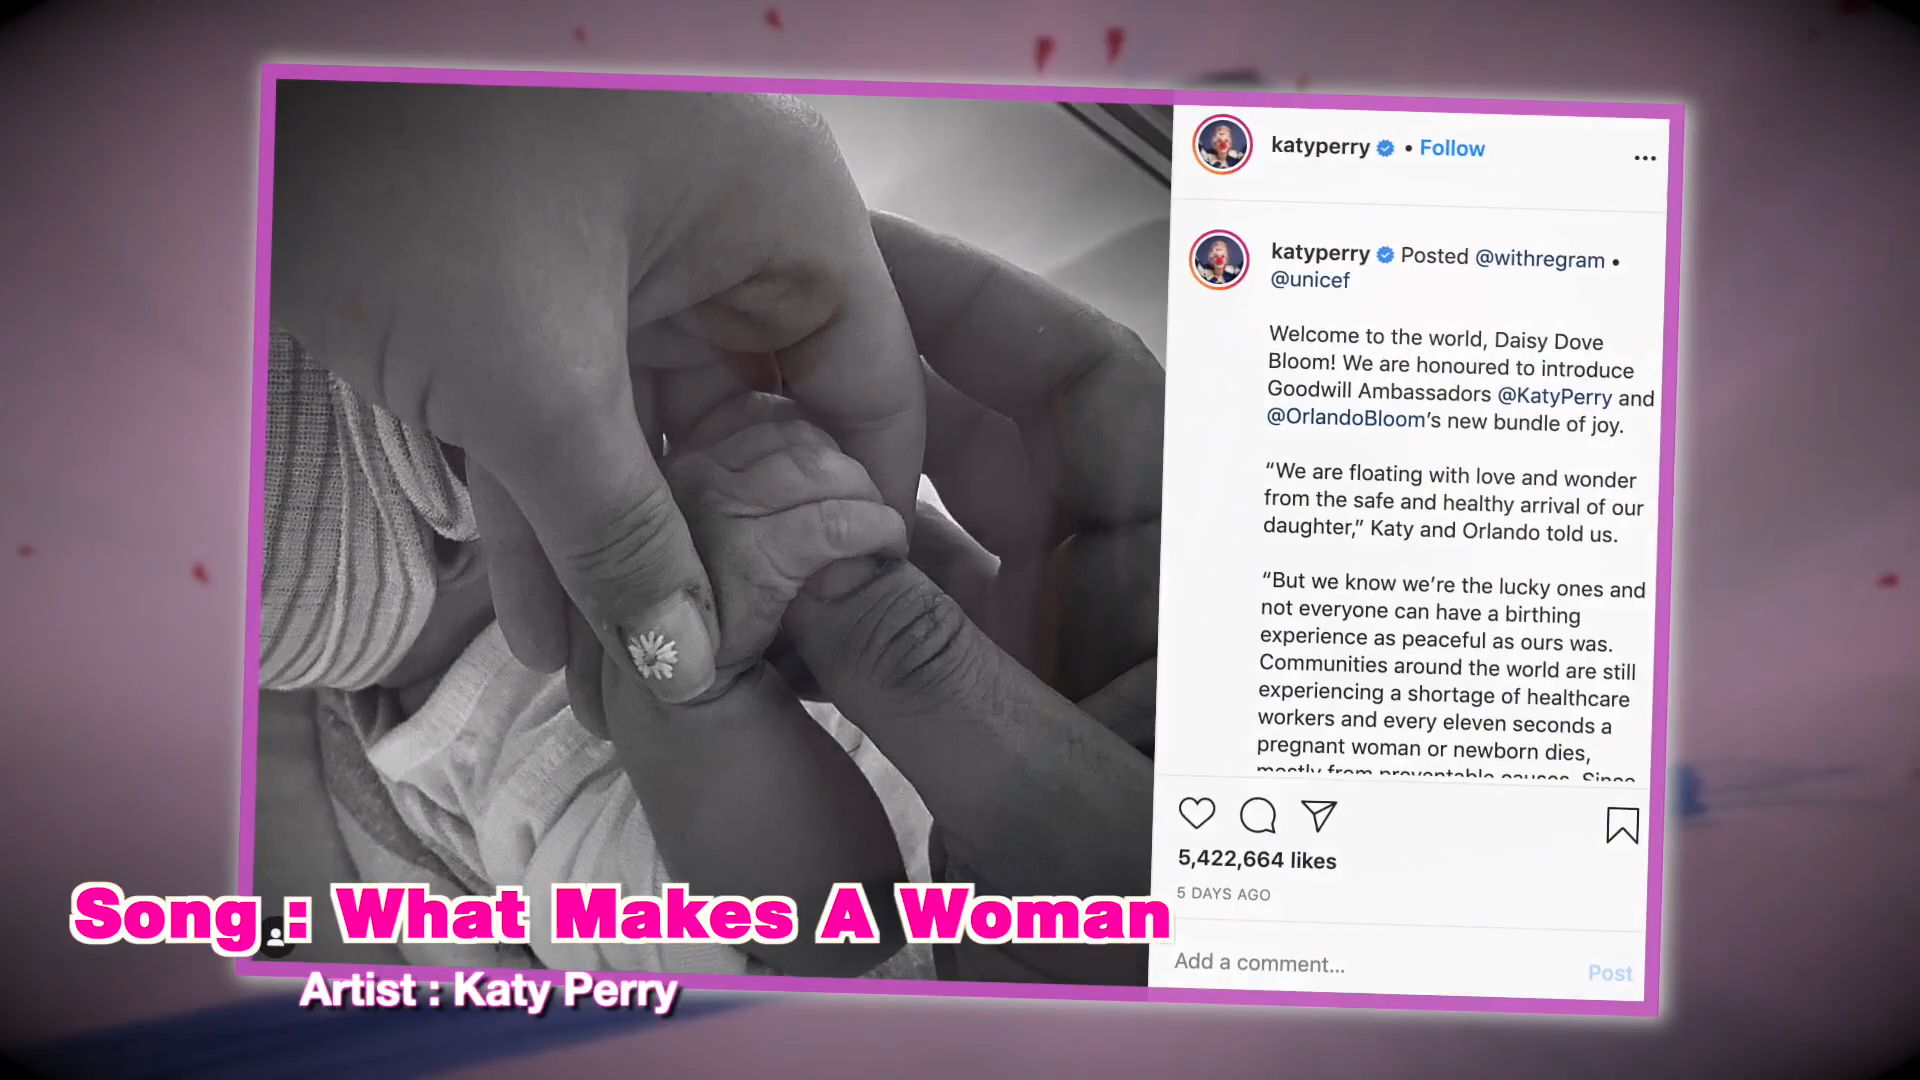 katyperry • Follow
katyperry Posted @withregram •
@unicef
Welcome to the world, Daisy Dove
Bloom! We are honoured to introduce
Goodwill Ambassadors @KatyPerry and
@OrlandoBloom’s new bundle of joy.
“We are floating with love and wonder
from the safe and healthy arrival of our
daughter,” Katy and Orlando told us.
“But we know we’re the lucky ones and
not everyone can have a birthing
experience as peaceful as ours was.
Communities around the world are still
experiencing a shortage of healthcare
workers and every eleven seconds a
pregnant woman or newborn dies,
mostly from preventable causes. Since
5,422,664 likes
5 DAYS AGO
Add a comment...
Post
Song : What Makes A Woman
Artist : Katy Perry